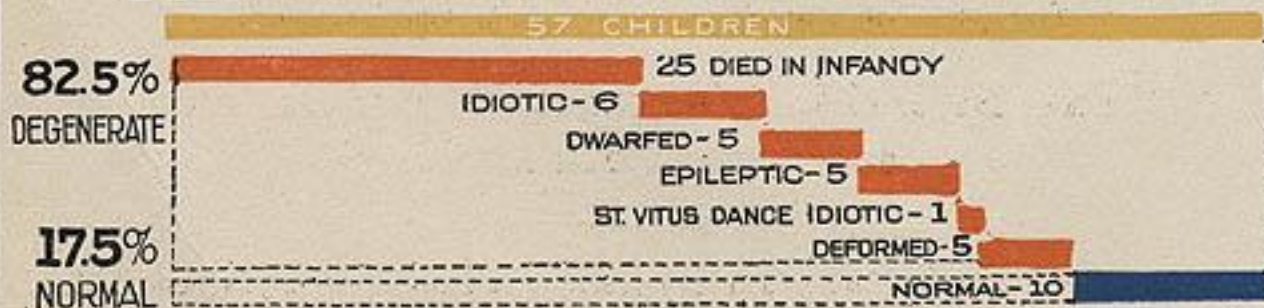 57 CHILDREN
82.5%
DEGENERATE
25 DIED IN INFANCY
IDIOTIC-6
DWARFED-5
EPILEPTIC-5
ST. VITUS DANCE IDIOTIC-1
DEFORMED-5
17.5%
NORMAL
NORMAL-10